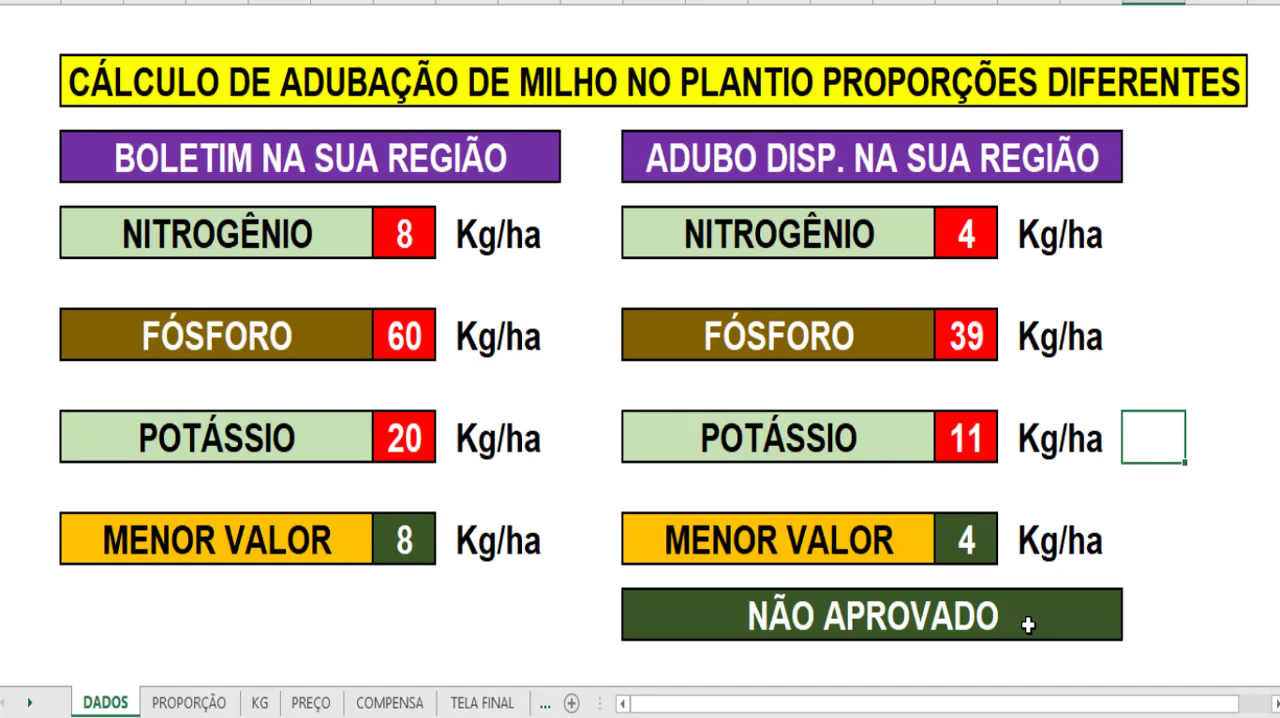 CÁLCULO DE ADUBAÇÃO DE MILHO NO PLANTIO PROPORÇÕES DIFERENTES
BOLETIM NA SUA REGIÃO
NITROGÊNIO 8 Kg/ha
FÓSFORO 60 Kg/ha
POTÁSSIO 20 Kg/ha
MENOR VALOR 8 Kg/ha
ADUBO DISP. NA SUA REGIÃO
NITROGÊNIO 4 Kg/ha
FÓSFORO 39 Kg/ha
POTÁSSIO 11 Kg/ha
MENOR VALOR 4 Kg/ha
NÃO APROVADO
DADOS PROPORÇÃO KG PREÇO COMPENSA TELA FINAL ...